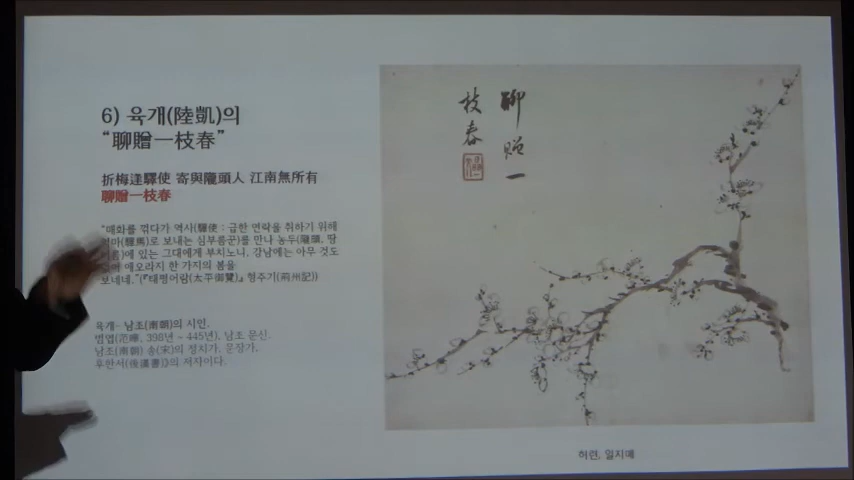 6) 육개(陸凱)의
“聊贈一枝春”
折梅逢驛使 寄與隴頭人 江南無所有
聊贈一枝春
“매화를 꺾다가 역사(驛使 : 급한 연락을 취하기 위해
(驛馬)로 보내는 심부름꾼)를 만나 농두(隴頭, 땅
에 있는 그대에게 부치노니, 강남에는 아무 것도
에오라지 한 가지의 봄을
보네네.”(『태평어람(太平御覽)』 형주기(荊州記))
육개- 남조(南朝)의 시인.
범엽(范曄, 398년 ~ 445년), 남조 문신.
남조(南朝) 송(宋)의 정치가, 문장가,
후한서(後漢書)》의 저자이다.
聊贈一
枝春
허련, 일지매